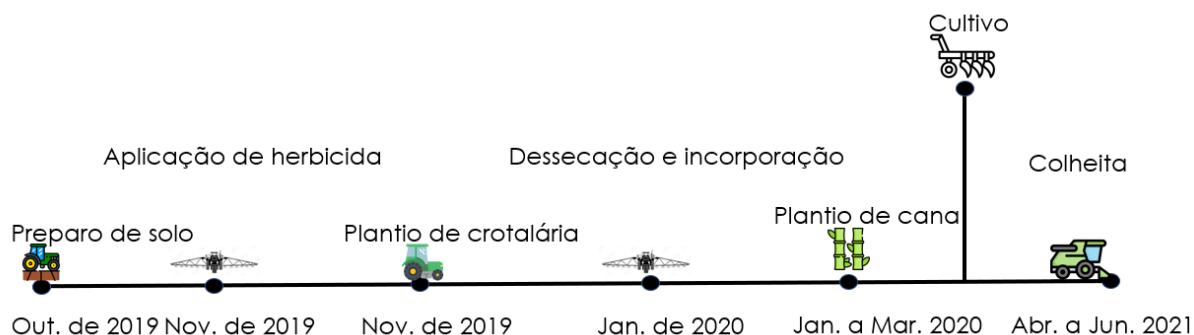 Cultivo
Aplicação de herbicida
Dessecação e incorporação
Colheita
Preparo de solo
Plantio de crotalária
Plantio de cana
Out. de 2019
Nov. de 2019
Nov. de 2019
Jan. de 2020
Jan. a Mar. 2020
Abr. a Jun. 2021